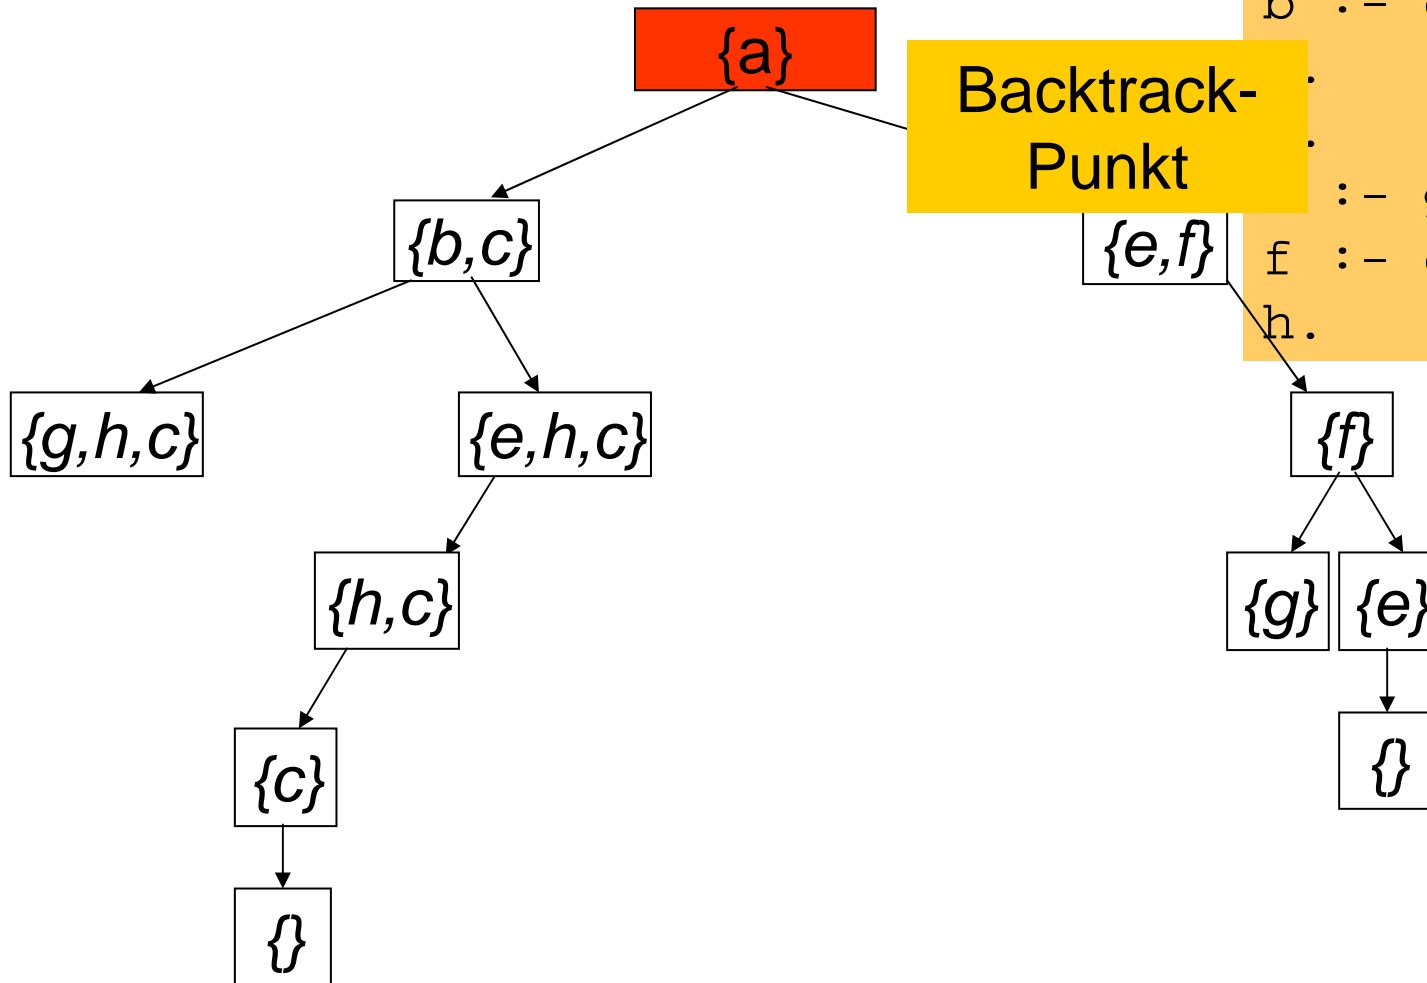 {a}
Backtrack-
Punkt
b :-
.
.
:-
f :-
h.
{b,c}
{e,f}
{g,h,c}
{e,h,c}
{f}
{h,c}
{g}
{e}
{c}
{}
{}